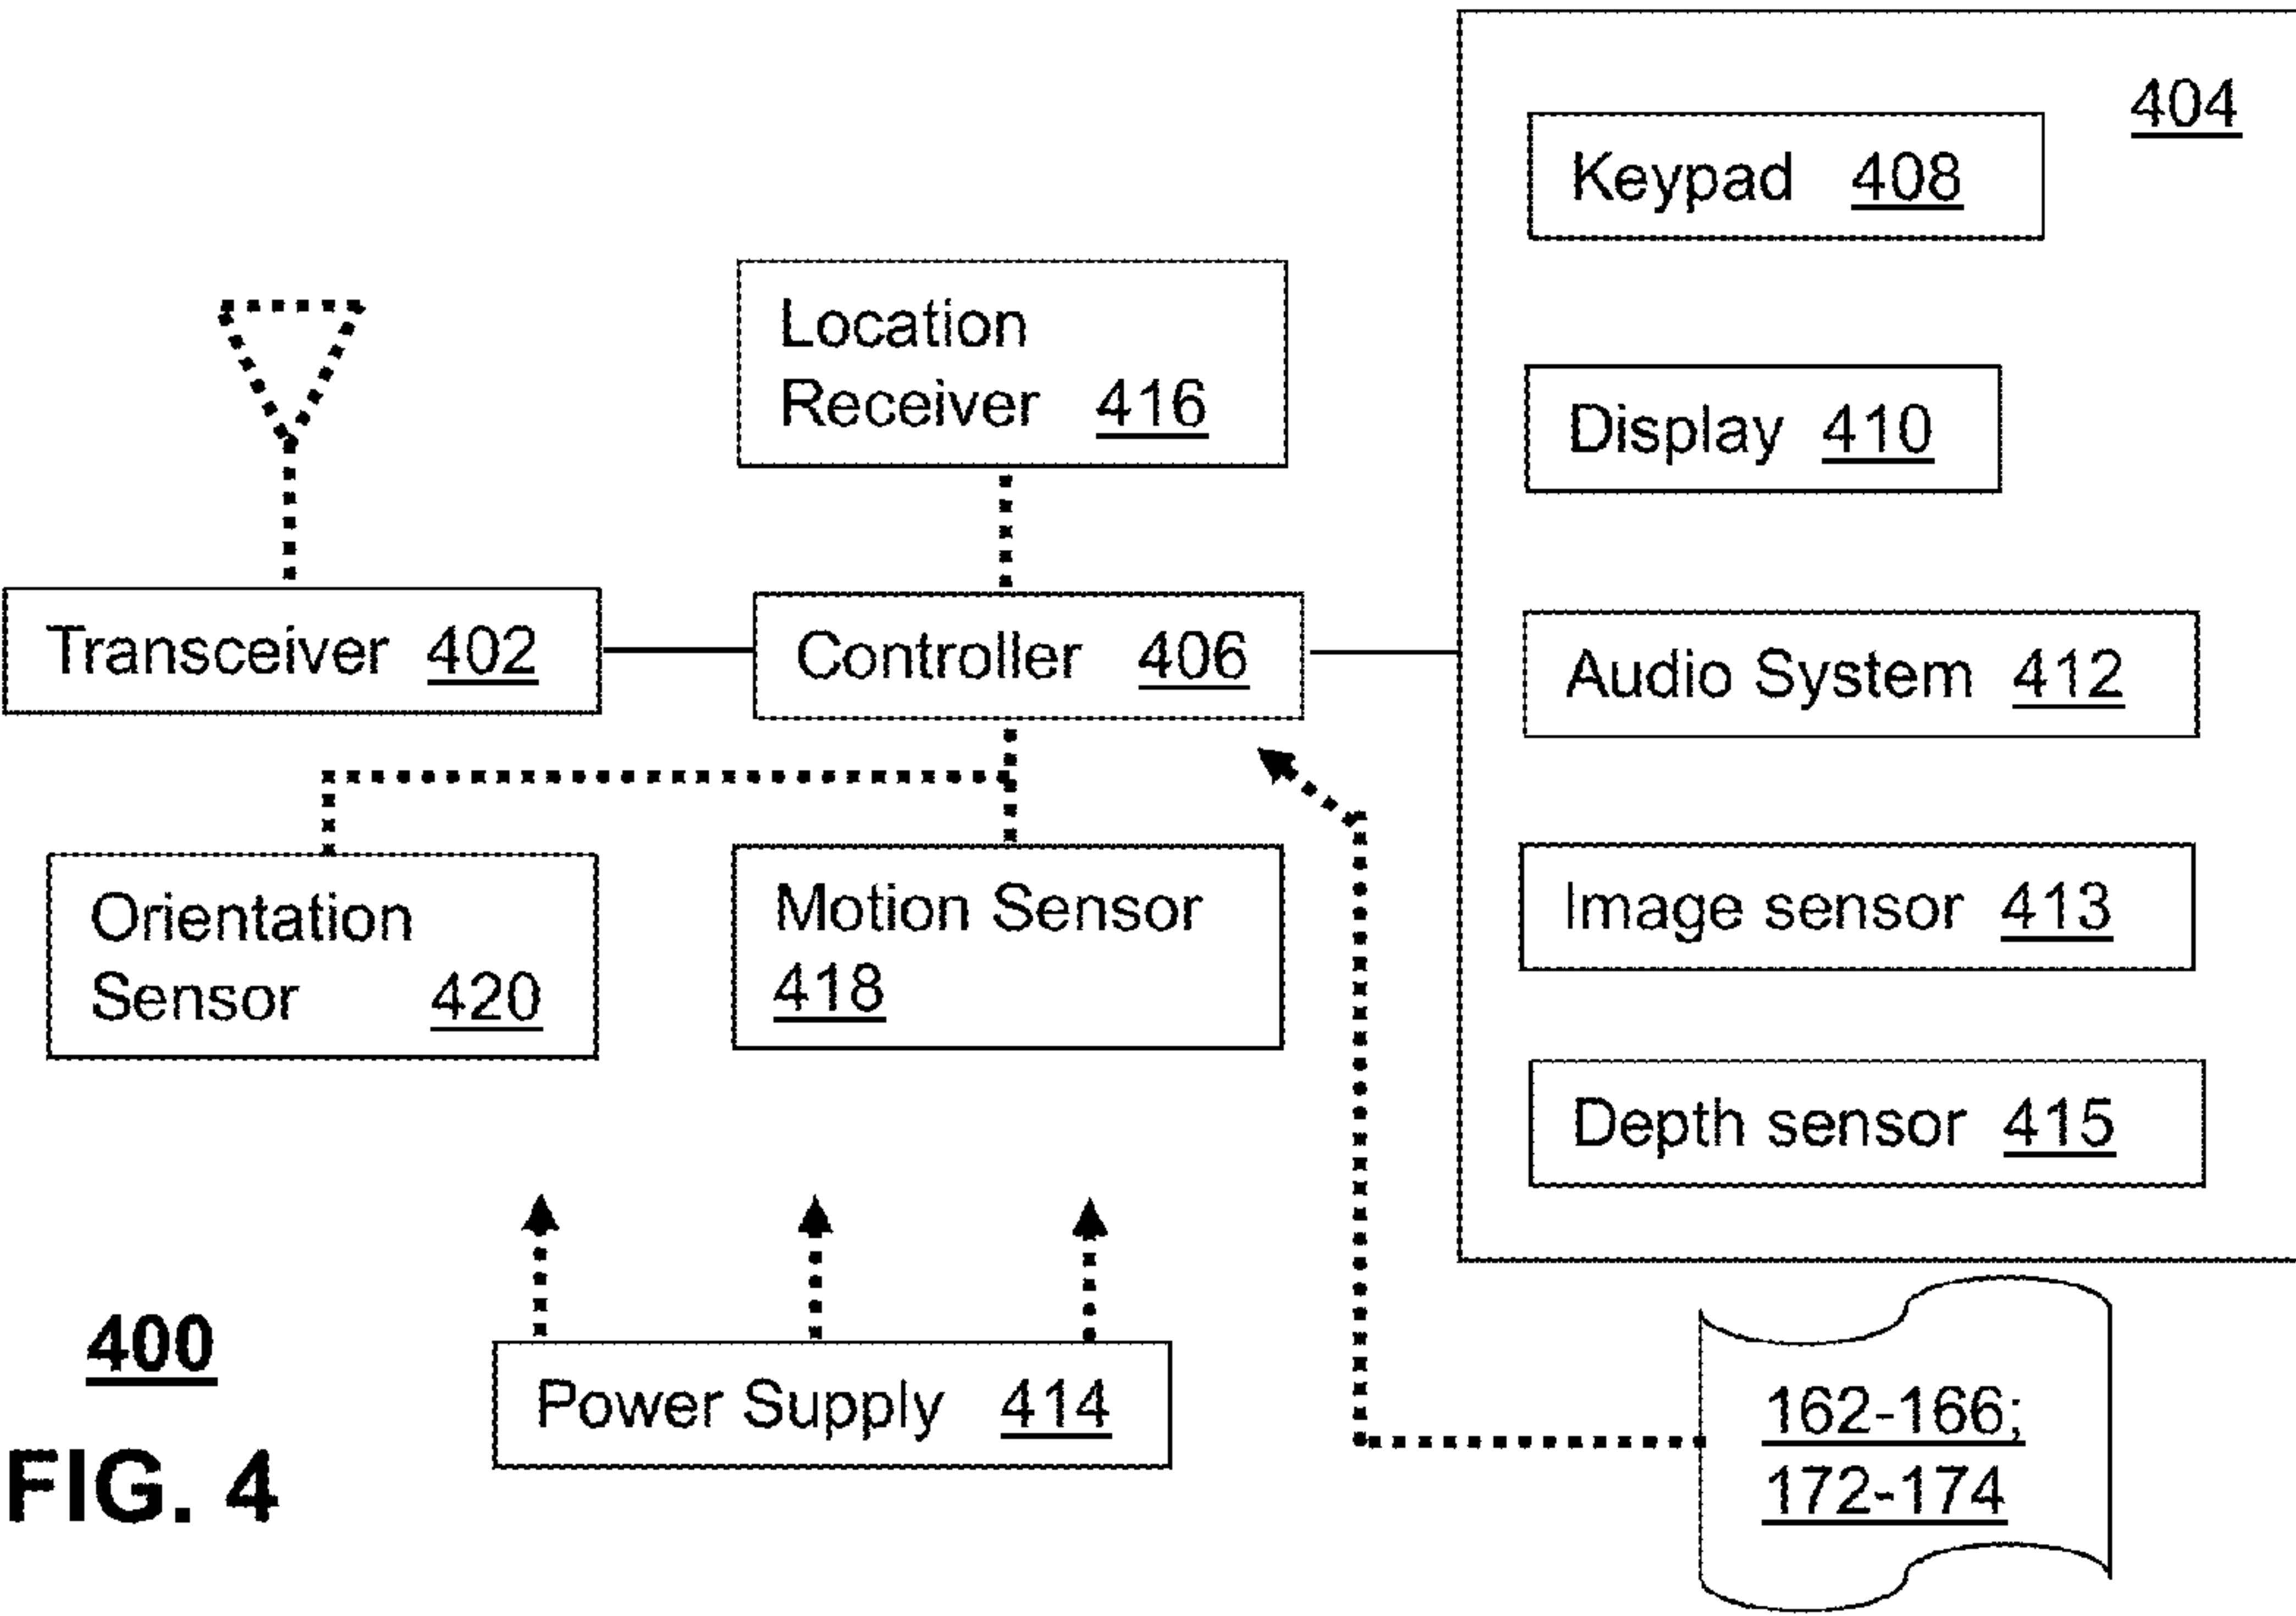 404
Keypad 408
Location
Receiver 416
Display 410
Transceiver 402
Controller 406
Audio System 412
Orientation
Sensor 420
Motion Sensor
418
Image sensor 413
Depth sensor 415
400
Power Supply 414
162-166;
172-174
FIG. 4